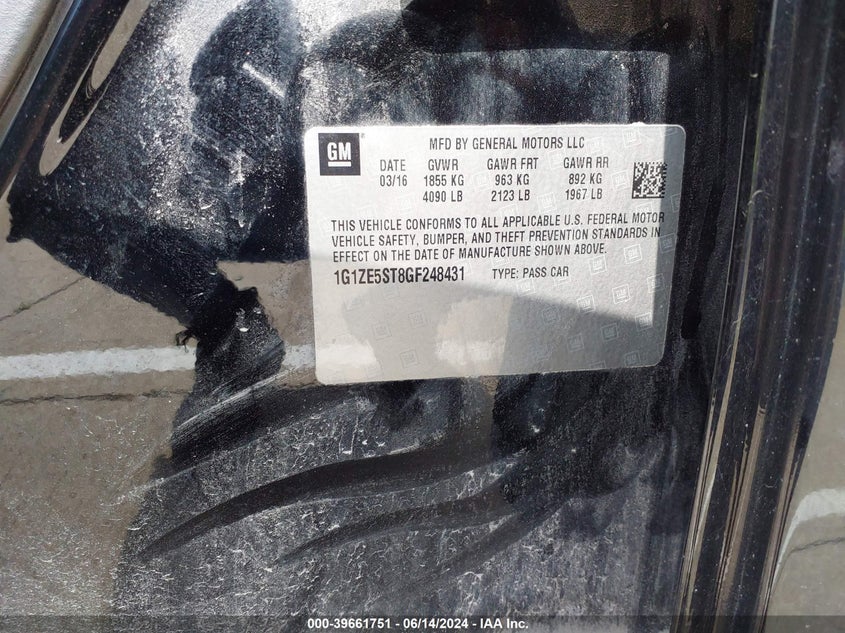 GM
MFD BY GENERAL MOTORS LLC
DATE GVWR GAWR FRT GAWR RR
03/16 1855 KG 963 KG 892 KG
4090 LB 2123 LB 1967 LB
THIS VEHICLE CONFORMS TO ALL APPLICABLE U.S. FEDERAL MOTOR
VEHICLE SAFETY, BUMPER, AND THEFT PREVENTION STANDARDS IN
EFFECT ON THE DATE OF MANUFACTURE SHOWN ABOVE.
1G1ZE5ST8GF248431 TYPE: PASS CAR
000-39661751 - 06/14/2024 - IAA Inc.